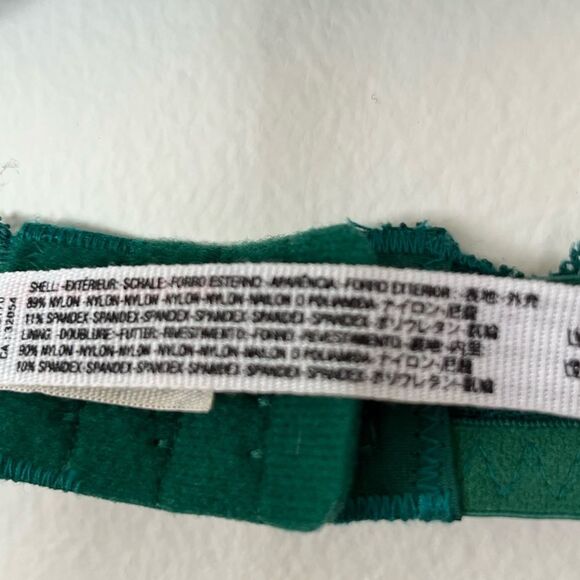 SHELL:-EXTÉRIEUR:-SCHALE:-FORRO ESTERNO:-APARÊNCIA:-FORRO EXTERIOR:-表地:-外壳
89% NYLON-NYLON-NYLON-NYLON-NYLON-NAILON O POLIAMIDA-ナイロン-尼龍
11% SPANDEX-SPANDEX-SPANDEX-SPANDEX-SPANDEX-SPANDEX-ポリウレタン-氨綸
LINING:-DOUBLURE:-FUTTER:-RIVESTIMENTO:-FORRO:-REVESTIMIENTO:-裏地:-内里
90% NYLON-NYLON-NYLON-NYLON-NYLON-NAILON O POLIAMIDA-ナイロン-尼龍
10% SPANDEX-SPANDEX-SPANDEX-SPANDEX-SPANDEX-SPANDEX-ポリウレタン-氨綸
CA 32054